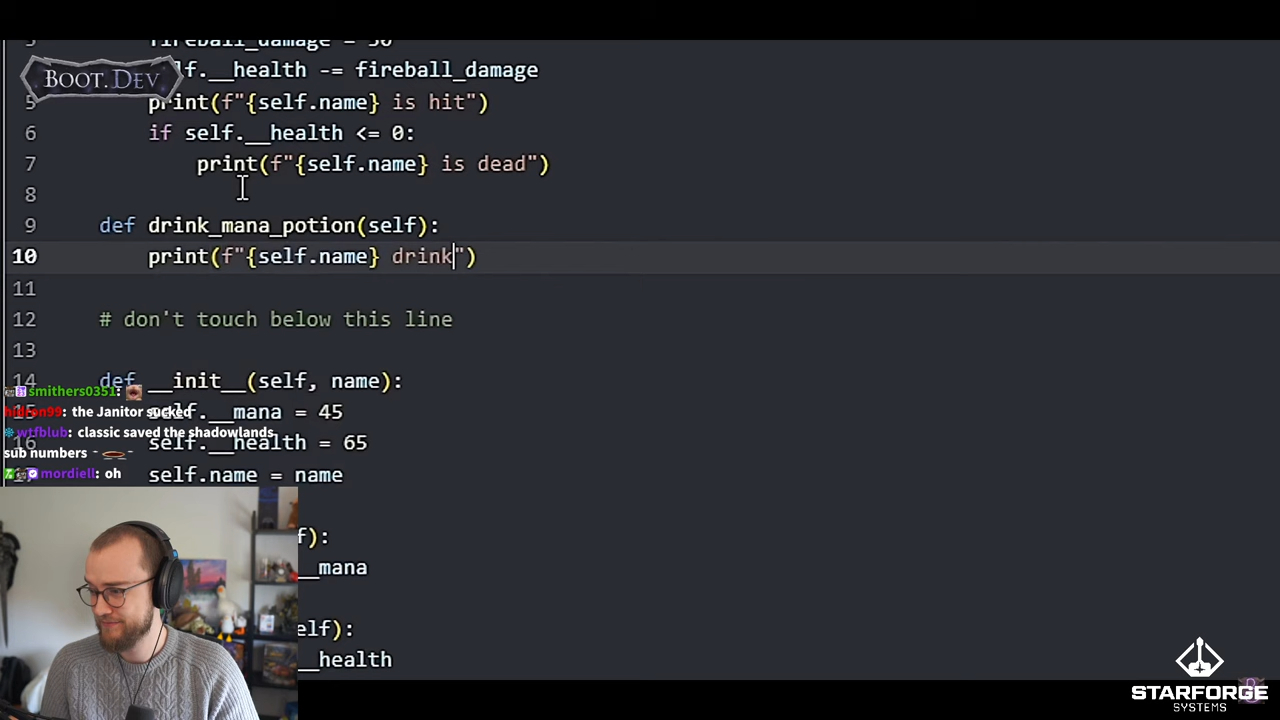 fireball_damage = 30
BOOT.DEV
.__health -= fireball_damage
print(f"{self.name} is hit")
6 if self.__health <= 0:
7 print(f"{self.name} is dead")
8
9 def drink_mana_potion(self):
10 print(f"{self.name} drink")
11
12 # don't touch below this line
13
14 def __init__(self, name):
smithers0351:
self.__mana = 45
hidron99: the Janitor sucked
wtfblub: classic saved the shadowlands
sub numbers
self.__health = 65
mordiell: oh
self.name = name
f):
__mana
elf):
__health
STARFORGE
SYSTEMS